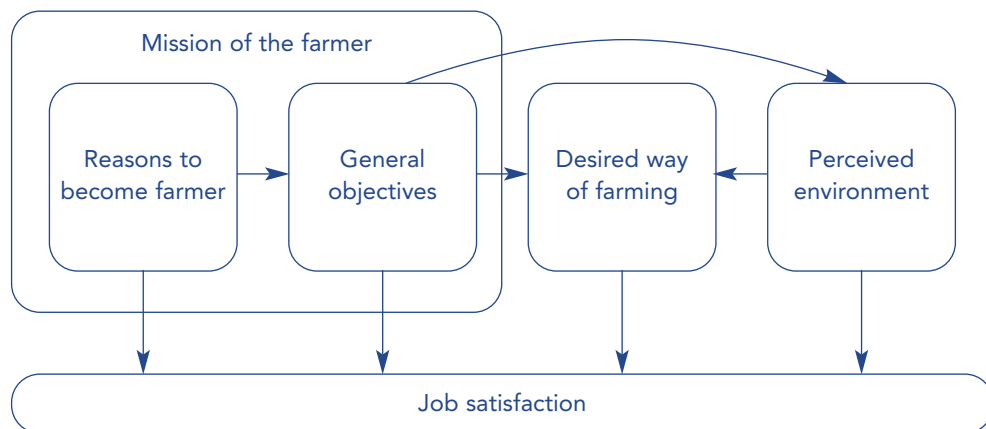 Mission of the farmer
Reasons to
become farmer
General
objectives
Desired way
of farming
Perceived
environment
Job satisfaction